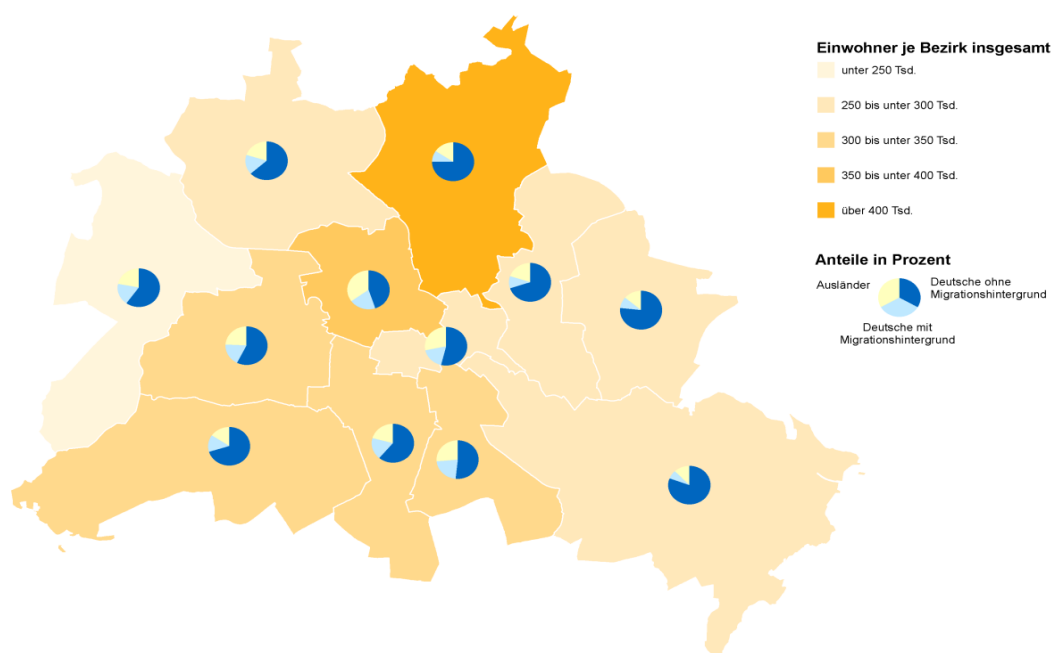 Einwohner je Bezirk insgesamt
unter 250 Tsd.
250 bis unter 300 Tsd.
300 bis unter 350 Tsd.
350 bis unter 400 Tsd.
über 400 Tsd.
Anteile in Prozent
Ausländer
Deutsche ohne
Migrationshintergrund
Deutsche mit
Migrationshintergrund